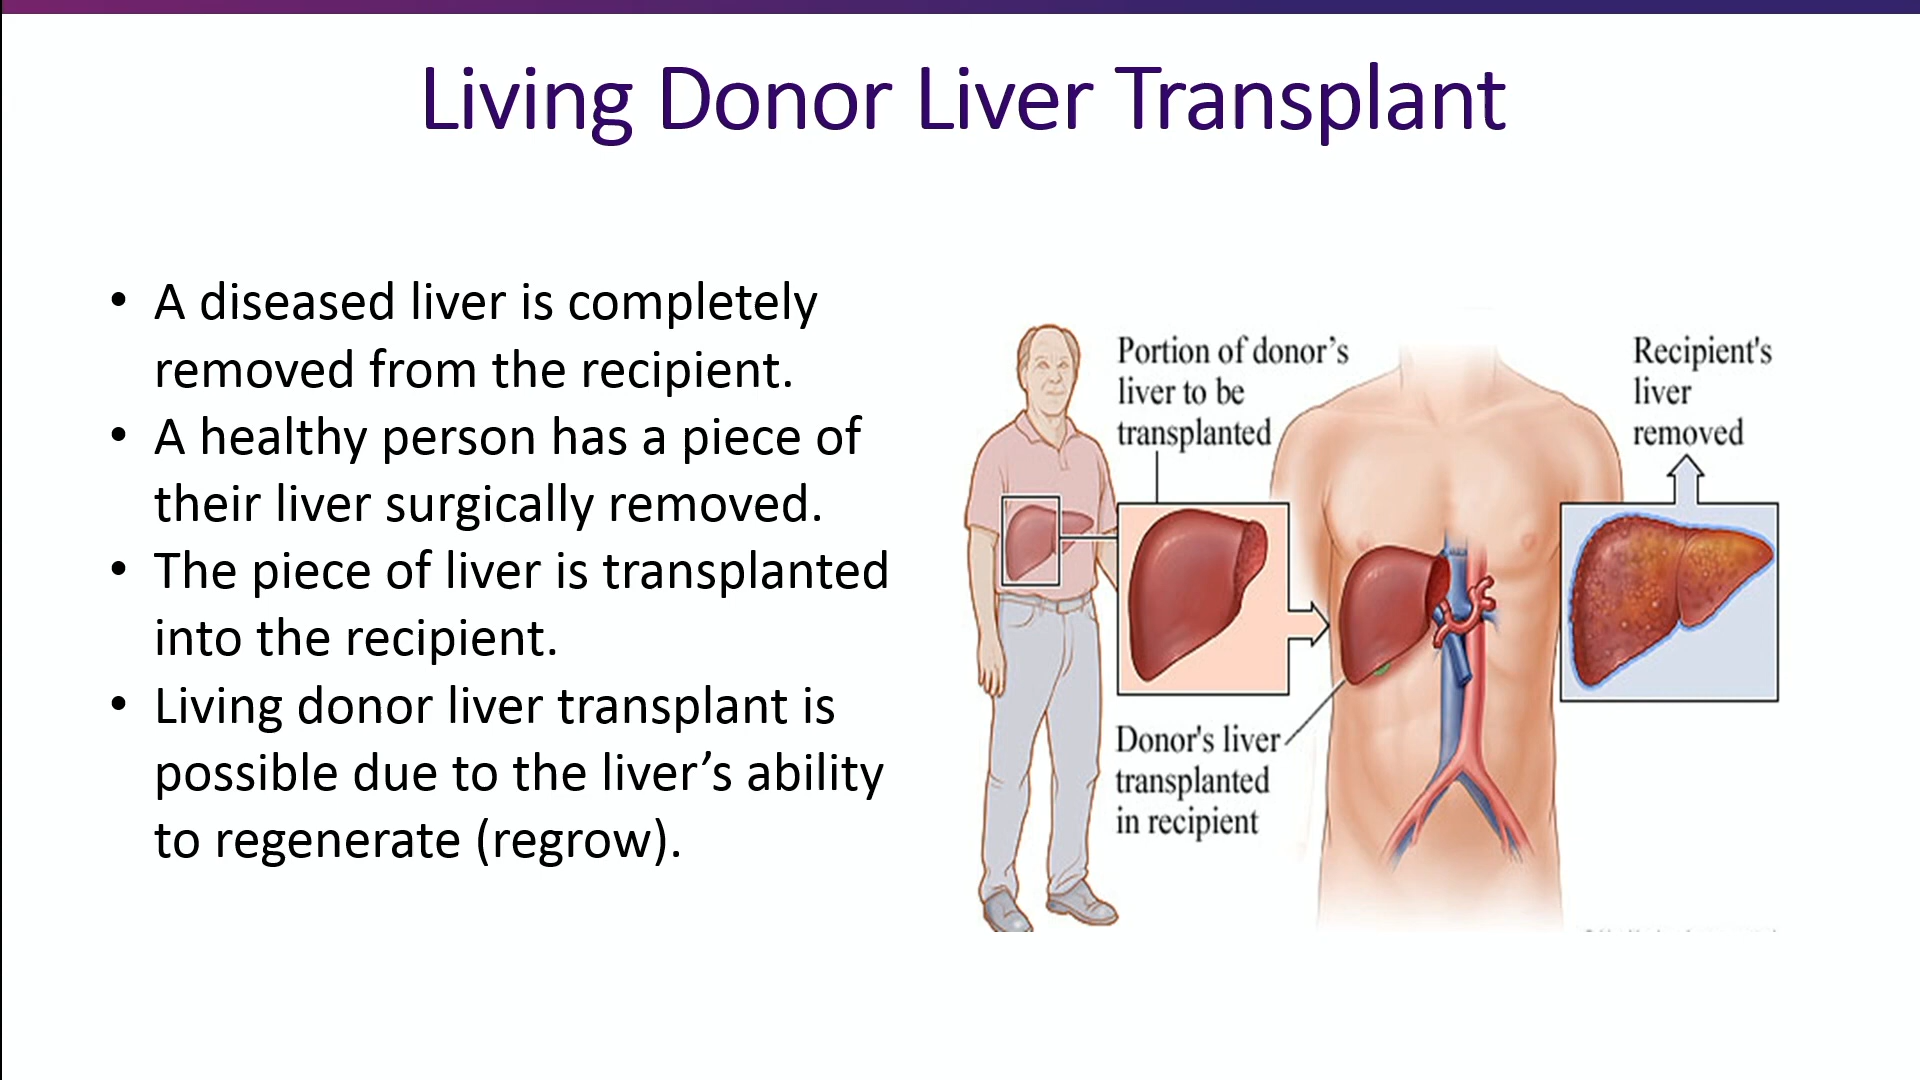 Living Donor Liver Transplant
• A diseased liver is completely
removed from the recipient.
• A healthy person has a piece of
their liver surgically removed.
• The piece of liver is transplanted
into the recipient.
• Living donor liver transplant is
possible due to the liver’s ability
to regenerate (regrow).
Portion of donor’s
liver to be
transplanted
Recipient's
liver
removed
Donor's liver
transplanted
in recipient